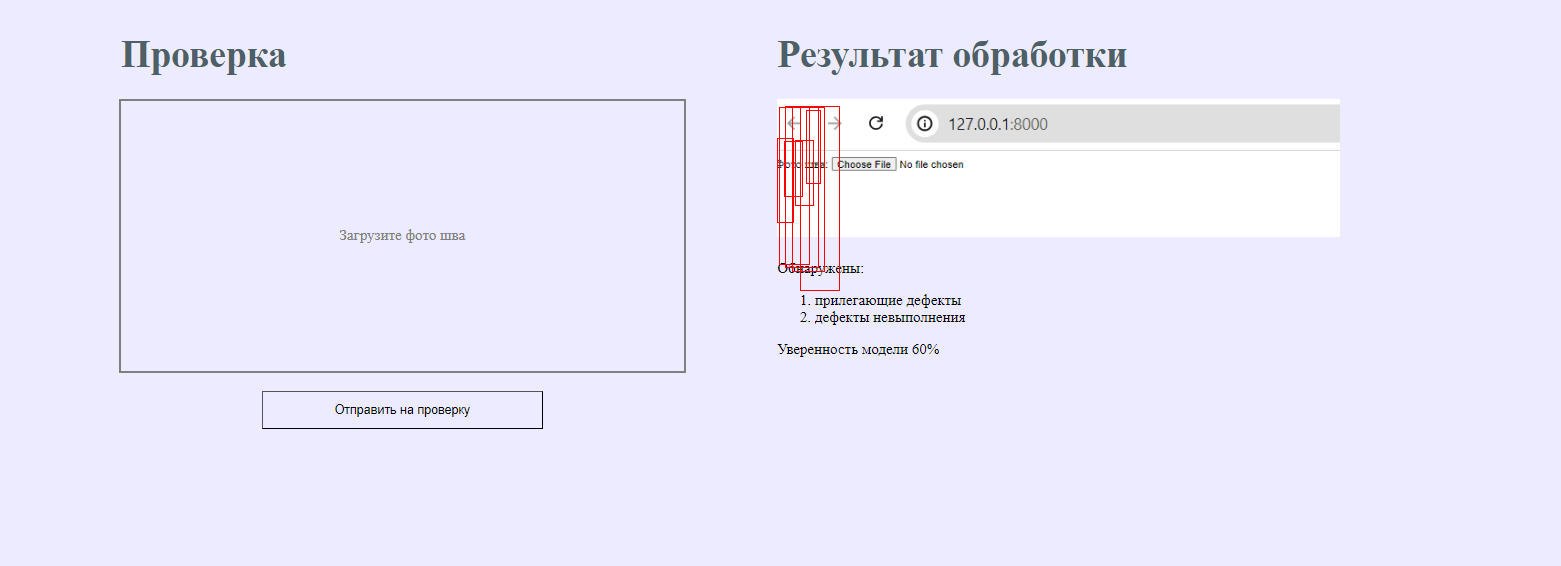 Проверка
Загрузите фото шва
Отправить на проверку
Результат обработки
127.0.0.1:8000
Фото шва: Choose File No file chosen
Обнаружены:
1. прилегающие дефекты
2. дефекты невыполнения
Уверенность модели 60%